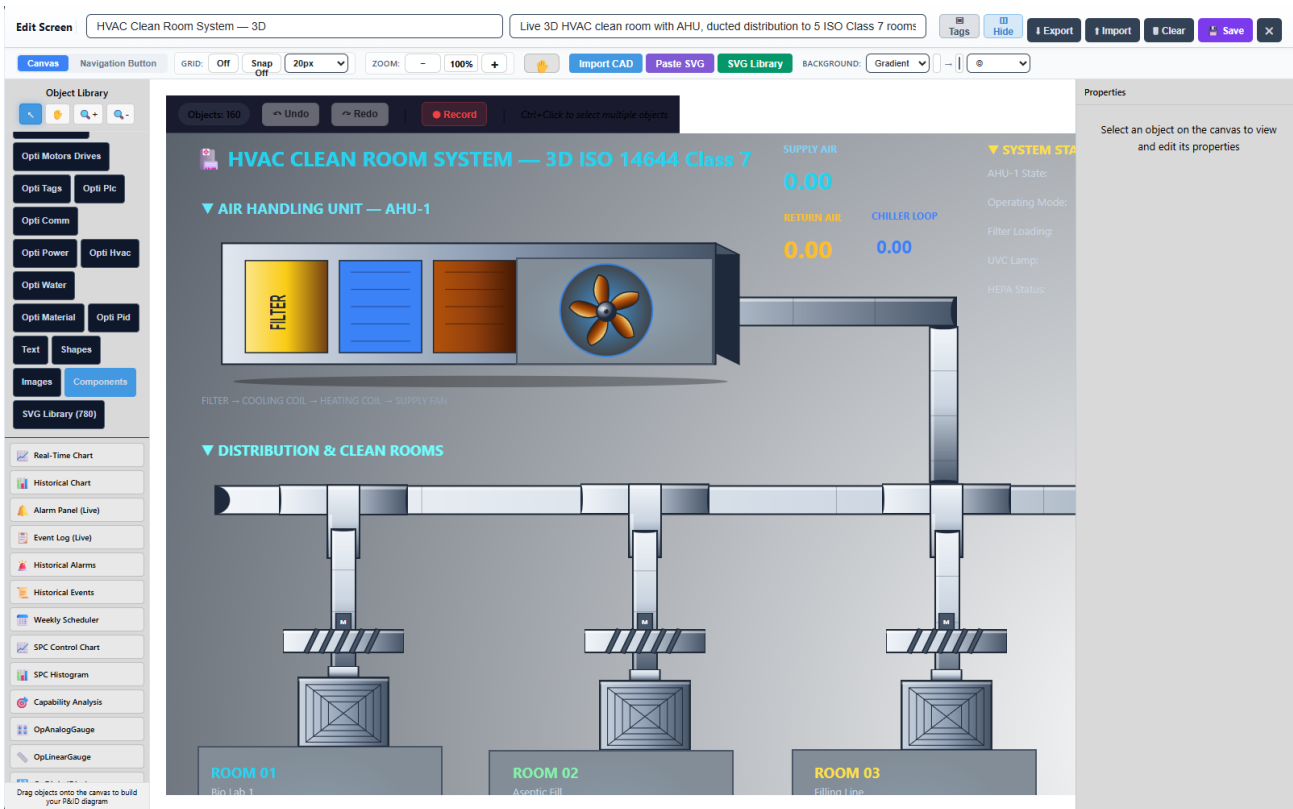 Edit Screen
HVAC Clean Room System — 3D
Live 3D HVAC clean room with AHU, ducted distribution to 5 ISO Class 7 rooms
Tags
Hide
Export
Import
Clear
Save
Canvas
Navigation Button
GRID:
Off
Snap Off
20px
ZOOM:
−
100%
+
Import CAD
Paste SVG
SVG Library
BACKGROUND:
Gradient
Object Library
Opti Motors Drives
Opti Tags
Opti Plc
Opti Comm
Opti Power
Opti Hvac
Opti Water
Opti Material
Opti Pid
Text
Shapes
Images
Components
SVG Library (780)
Real-Time Chart
Historical Chart
Alarm Panel (Live)
Event Log (Live)
Historical Alarms
Historical Events
Weekly Scheduler
SPC Control Chart
SPC Histogram
Capability Analysis
OpAnalogGauge
OpLinearGauge
Drag objects onto the canvas to build your P&ID diagram
Objects: 160
Undo
Redo
Record
Ctrl+Click to select multiple objects
HVAC CLEAN ROOM SYSTEM — 3D ISO 14644 Class 7
SUPPLY AIR
0.00
RETURN AIR
0.00
CHILLER LOOP
0.00
▼ SYSTEM STA
AHU-1 State:
Operating Mode:
Filter Loading:
UVC Lamp:
HEPA Status:
▼ AIR HANDLING UNIT — AHU-1
FILTER
FILTER → COOLING COIL → HEATING COIL → SUPPLY FAN
▼ DISTRIBUTION & CLEAN ROOMS
M
M
M
ROOM 01
Bio Lab 1
ROOM 02
Aseptic Fill
ROOM 03
Filling Line
Properties
Select an object on the canvas to view and edit its properties